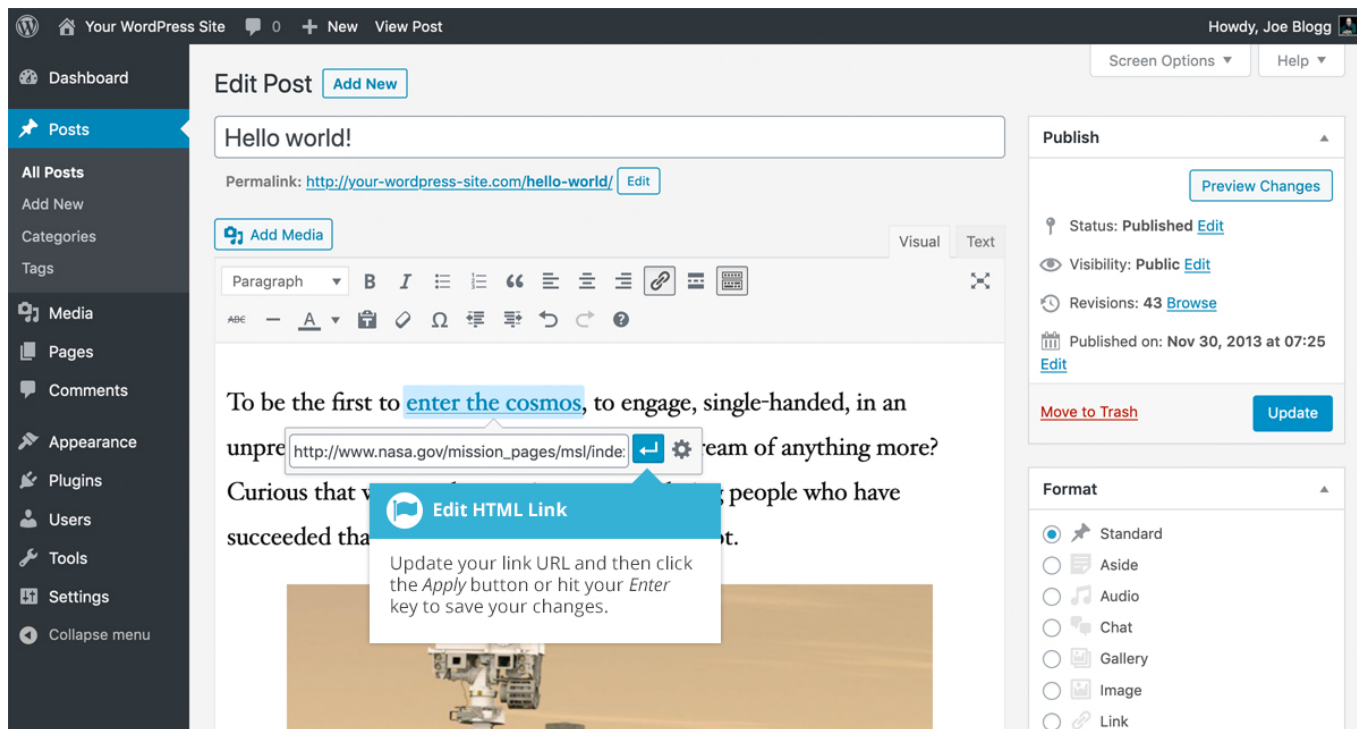 Your WordPress Site 0 + New View Post Howdy, Joe Blogg
Screen Options ▼ Help ▼
Dashboard
Posts
All Posts
Add New
Categories
Tags
Media
Pages
Comments
Appearance
Plugins
Users
Tools
Settings
Collapse menu
Edit Post Add New
Hello world!
Permalink: http://your-wordpress-site.com/hello-world/ Edit
Add Media
Visual Text
Paragraph B I
ABC A Ω
To be the first to enter the cosmos, to engage, single-handed, in an
unpre
http://www.nasa.gov/mission_pages/msl/inde
eam of anything more?
Curious that people who have
succeeded tha
Edit HTML Link
Update your link URL and then click
the Apply button or hit your Enter
key to save your changes.
Publish
Preview Changes
Status: Published Edit
Visibility: Public Edit
Revisions: 43 Browse
Published on: Nov 30, 2013 at 07:25
Edit
Move to Trash Update
Format
Standard
Aside
Audio
Chat
Gallery
Image
Link